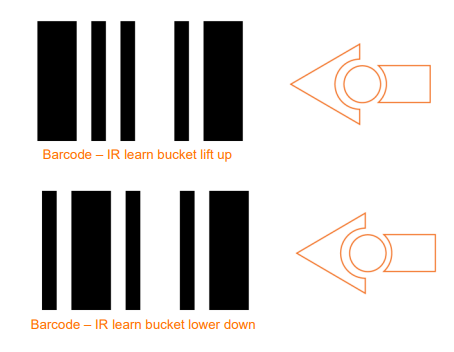 Barcode – IR learn bucket lift up
Barcode – IR learn bucket lower down